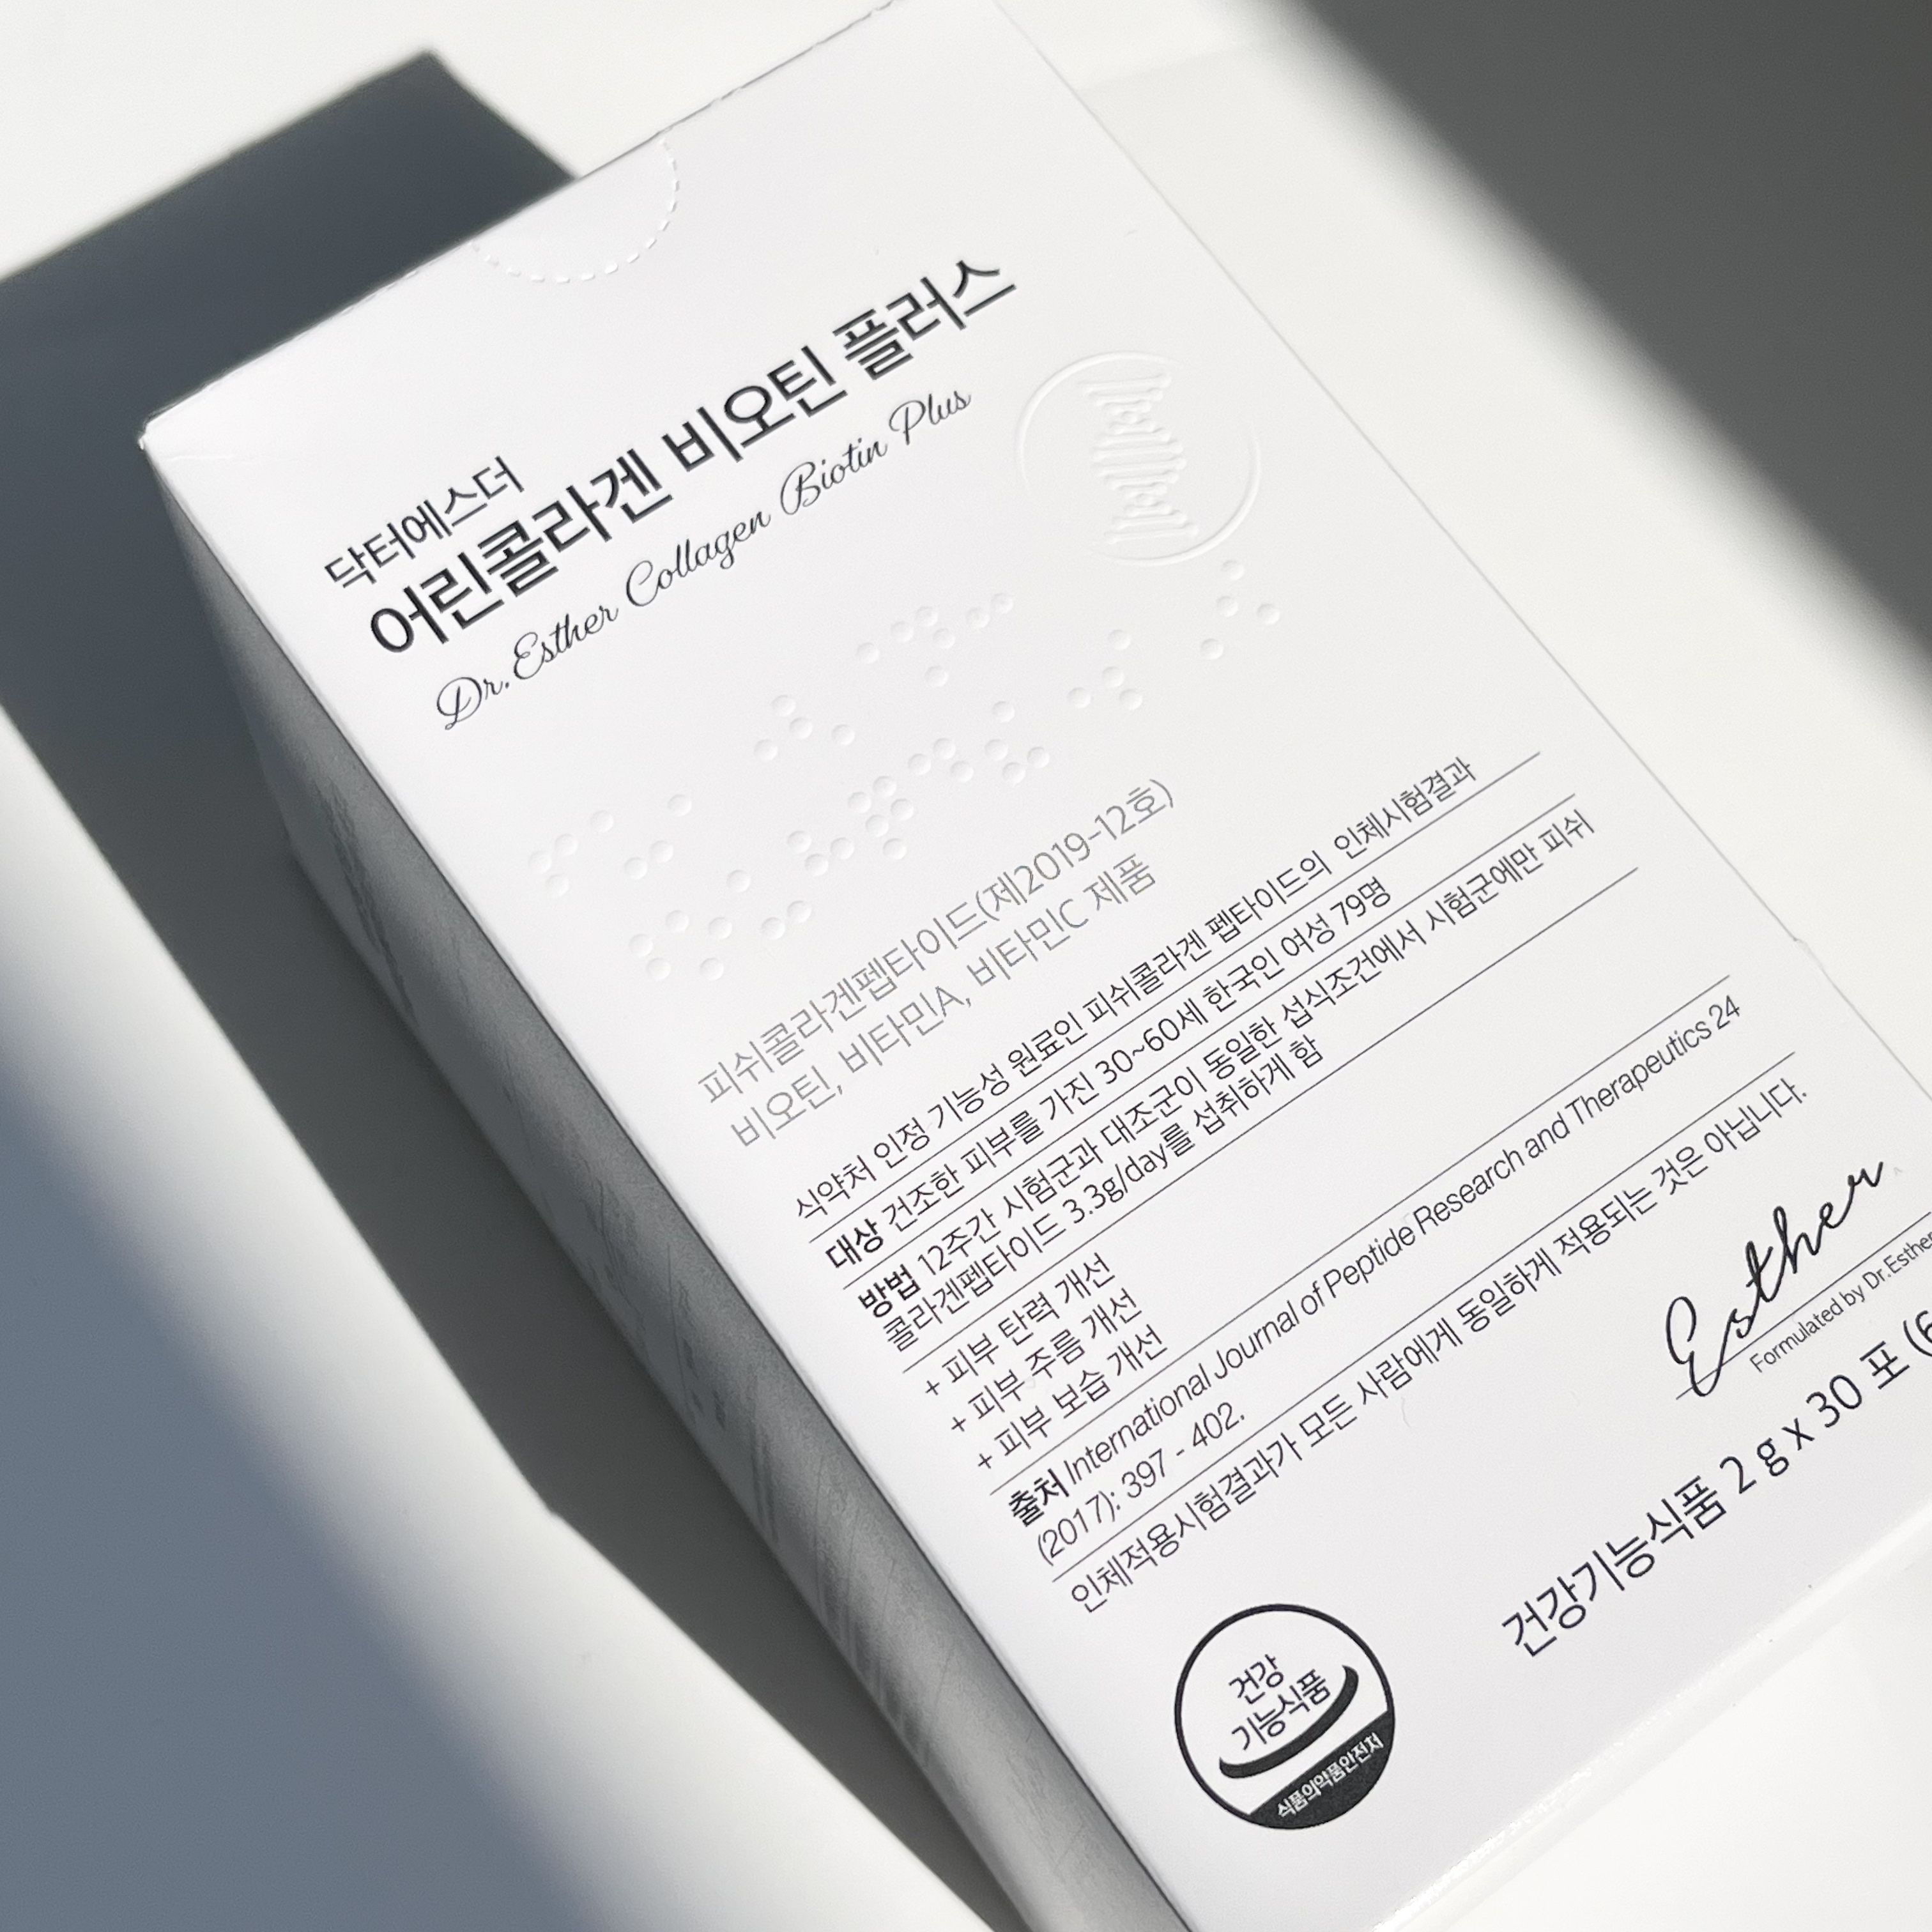 닥터에스더
어린콜라겐 비오틴 플러스
Dr.Esther Collagen Biotin Plus
피쉬콜라겐펩타이드(제2019-12호)
비오틴, 비타민A, 비타민C 제품
식약처 인정 기능성 원료인 피쉬콜라겐 펩타이드의 인체시험결과
대상 건조한 피부를 가진 30~60세 한국인 여성 79명
방법 12주간 시험군과 대조군이 동일한 섭식조건에서 시험군에만 피쉬
콜라겐펩타이드 3.3g/day를 섭취하게 함
+ 피부 탄력 개선
+ 피부 주름 개선
+ 피부 보습 개선
출처 International Journal of Peptide Research and Therapeutics 24
(2017): 397 - 402.
인체적용시험결과가 모든 사람에게 동일하게 적용되는 것은 아닙니다.
Esther
Formulated by Dr.Esther
건강기능식품 2 g x 30 포 (6
건강
기능식품
식품의약품안전처